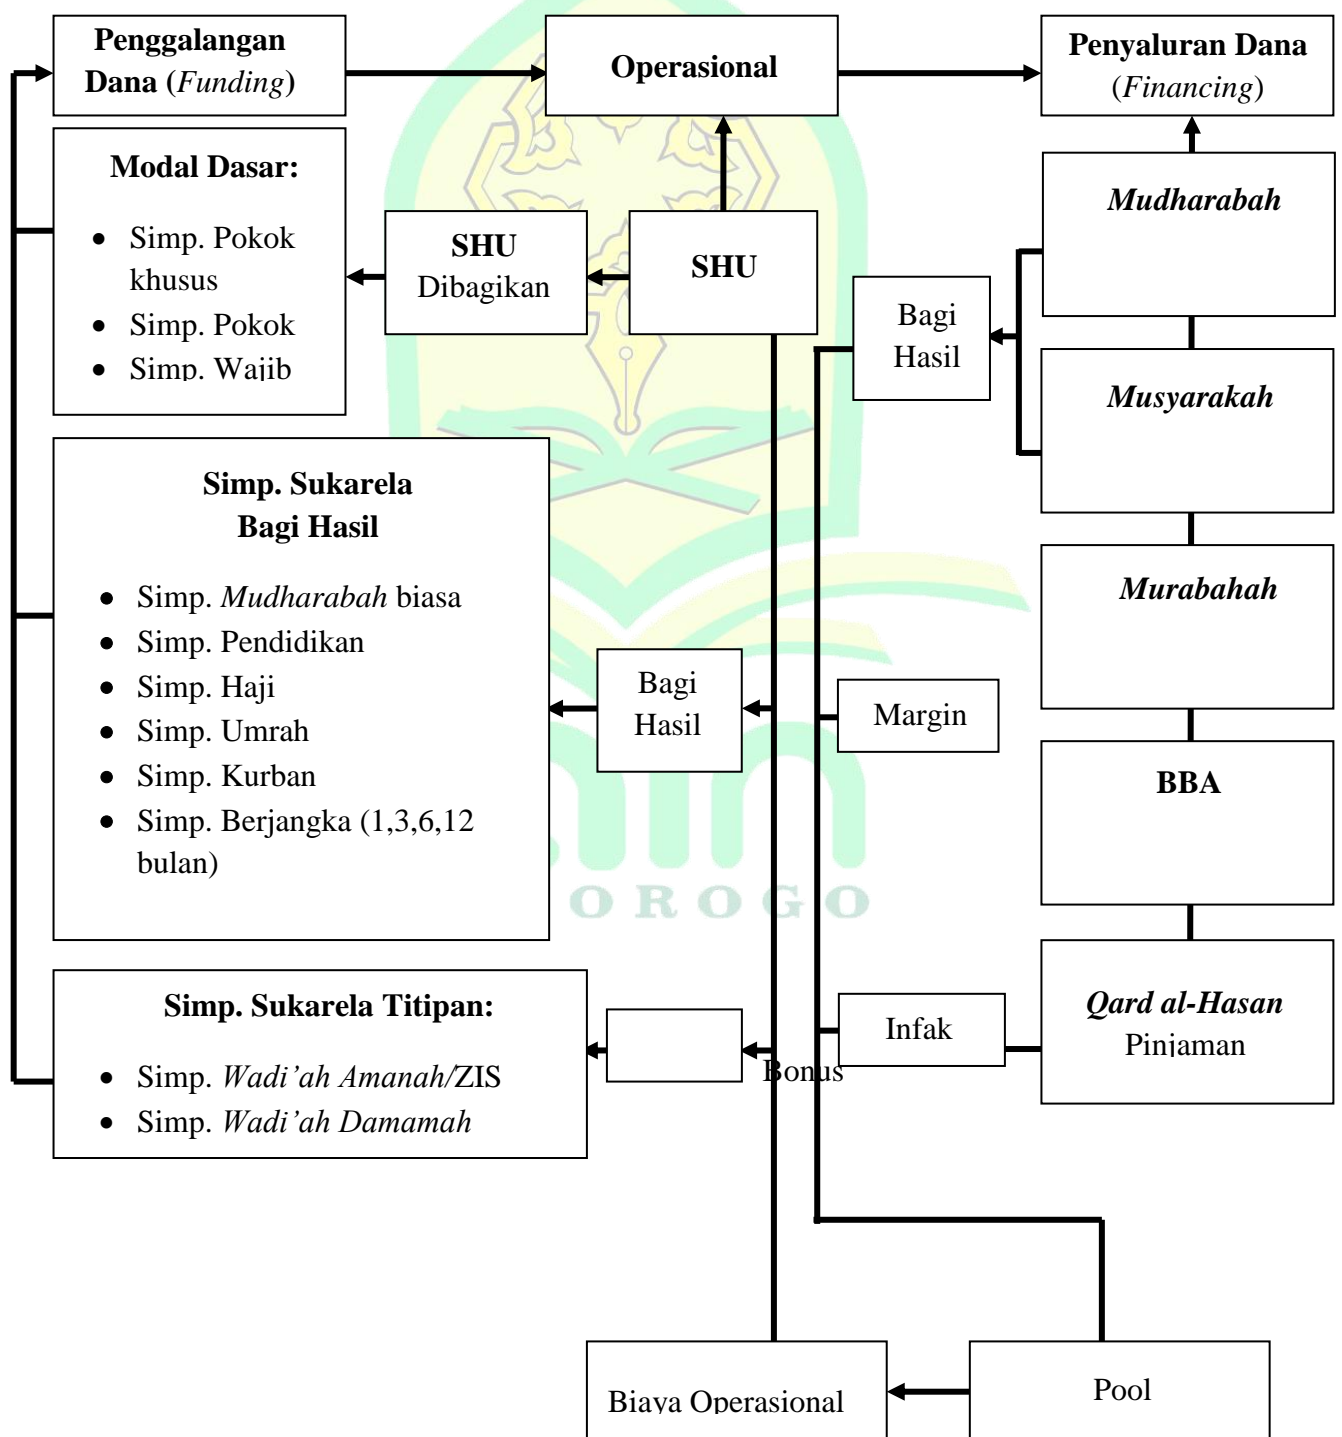 Penggalangan
Dana (Funding)
Operasional
Penyaluran Dana
(Financing)
Modal Dasar:
• Simp. Pokok
khusus
• Simp. Pokok
• Simp. Wajib
SHU
Dibagikan
SHU
Bagi
Hasil
Mudharabah
Musyarakah
Murabahah
BBA
Qard al-Hasan
Pinjaman
Simp. Sukarela
Bagi Hasil
• Simp. Mudharabah biasa
• Simp. Pendidikan
• Simp. Haji
• Simp. Umrah
• Simp. Kurban
• Simp. Berjangka (1,3,6,12
bulan)
Bagi
Hasil
Margin
Simp. Sukarela Titipan:
• Simp. Wadi’ah Amanah/ZIS
• Simp. Wadi’ah Damamah
Bonus
Infak
Biaya Operasional
Pool
OROGO